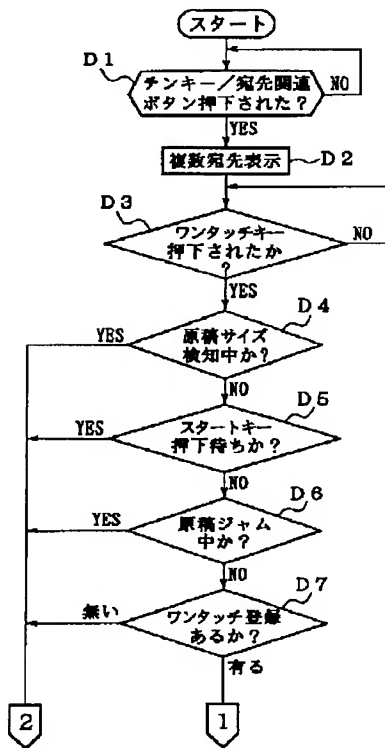 スタート
D1
テンキー/宛先関連
ボタン押下された?
NO
YES
複数宛先表示
D2
D3
ワンタッチキー
押下されたか
?
NO
YES
D4
原稿サイズ
検知中か?
YES
NO
D5
スタートキー
押下待ちか?
YES
NO
D6
原稿ジャム
中か?
YES
NO
D7
ワンタッチ登録
あるか?
無い
有る
2
1